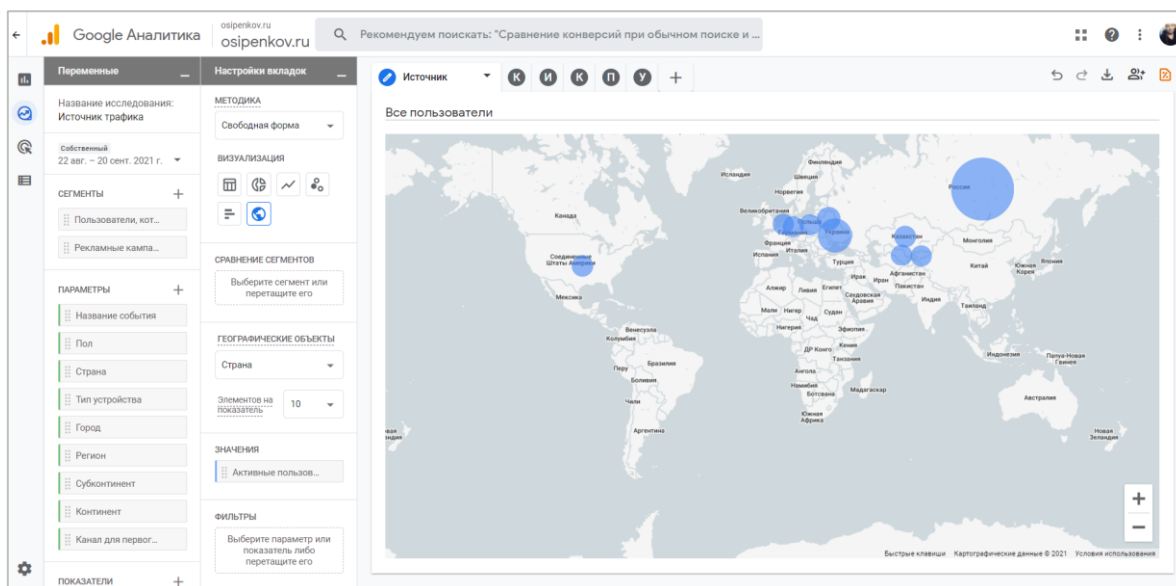 Google Аналитика
osipenkov.ru
osipenkov.ru
Рекомендуем поискать: "Сравнение конверсий при обычном поиске и ...
Переменные
Название исследования:
Источник трафика
Собственный
22 авг. – 20 сент. 2021 г.
СЕГМЕНТЫ
Пользователи, кот...
Рекламные кампа...
ПАРАМЕТРЫ
Название события
Пол
Страна
Тип устройства
Город
Регион
Субконтинент
Континент
Канал для первог...
ПОКАЗАТЕЛИ
Настройки вкладок
МЕТОДИКА
Свободная форма
ВИЗУАЛИЗАЦИЯ
СРАВНЕНИЕ СЕГМЕНТОВ
Выберите сегмент или
перетащите его
ГЕОГРАФИЧЕСКИЕ ОБЪЕКТЫ
Страна
Элементов на
показатель
10
ЗНАЧЕНИЯ
Активные пользов...
ФИЛЬТРЫ
Выберите параметр или
показатель либо
перетащите его
Источник
К
И
К
П
У
Все пользователи
Финляндия
Исландия
Швеция
Россия
Норвегия
Канада
Великобритания
Польша
Германия
Украина
Казахстан
Монголия
Франция
Италия
Испания
Соединенные
Штаты Америки
Турция
Китай
Южная
Корея
Япония
Афганистан
Ирак
Иран
Пакистан
Алжир
Ливия
Египет
Саудовская
Аравия
Индия
Мексика
Таиланд
Мали
Нигер
Чад
Судан
Нигерия
Эфиопия
Венесуэла
Колумбия
ДР Конго
Кения
Танзания
Индонезия
Папуа-Новая
Гвинея
Перу
Бразилия
Ангола
Боливия
Намибия
Ботсвана
Мадагаскар
Чили
Южная
Африка
Австралия
Аргентина
вая
андия
Новая
Зеландия
Быстрые клавиши
Картографические данные © 2021
Условия использования